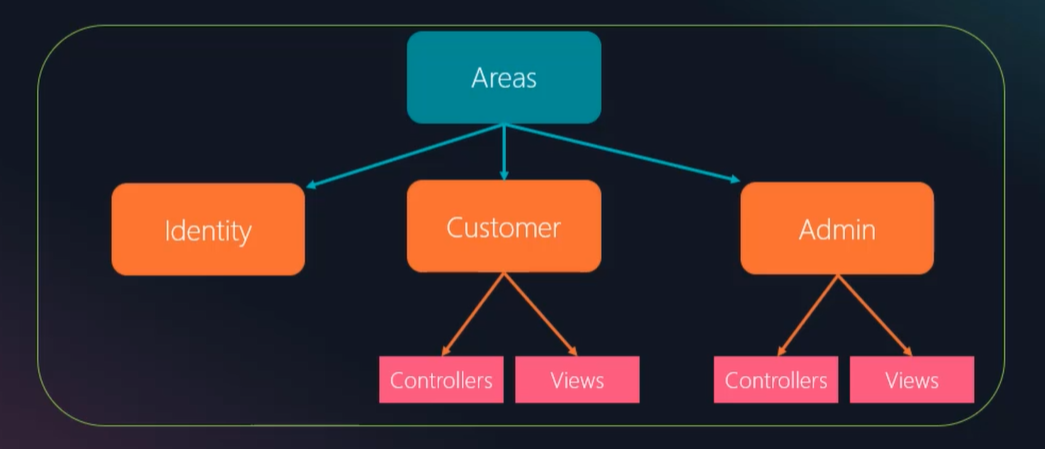 Areas
Identity
Customer
Admin
Controllers
Views
Controllers
Views